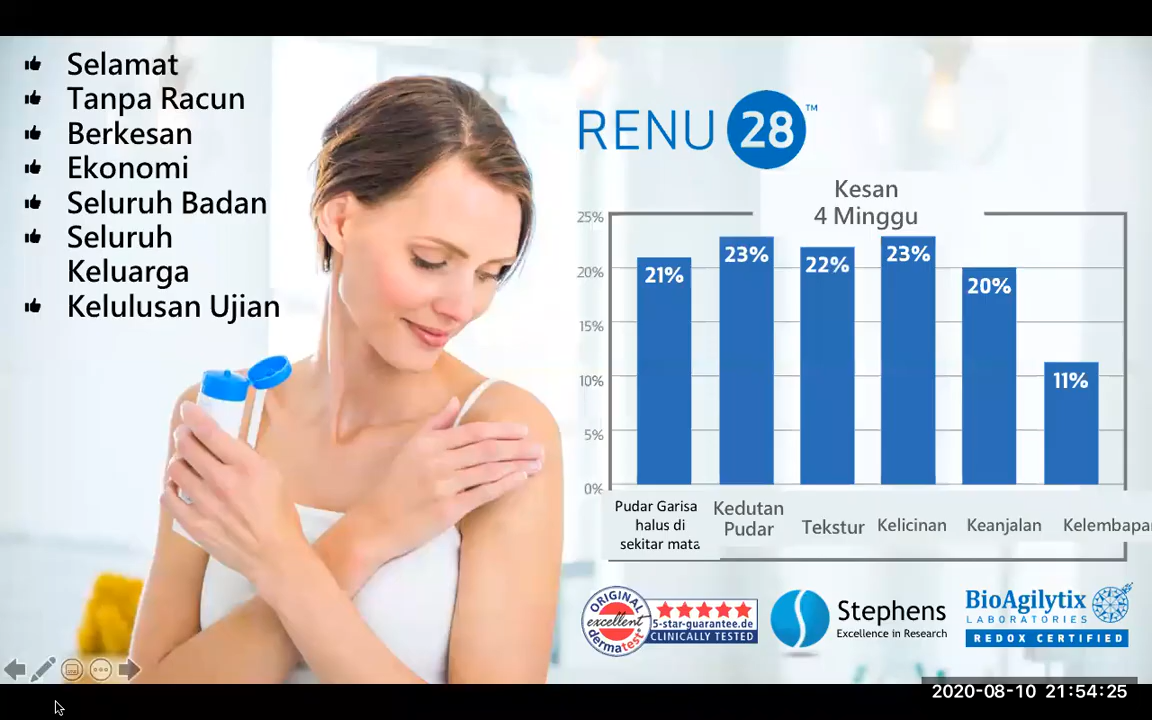 Selamat
Tanpa Racun
Berkesan
Ekonomi
Seluruh Badan
Seluruh
Keluarga
Kelulusan Ujian
RENU 28™
Kesan
4 Minggu
25%
20%
15%
10%
5%
0%
21%
23%
22%
23%
20%
11%
Pudar Garisa
halus di
sekitar mata
Kedutan
Pudar
Tekstur
Kelicinan
Keanjalan
Kelembapan
ORIGINAL
excellent
dermatest
5-star-guarantee.de
CLINICALLY TESTED
Stephens
Excellence in Research
BioAgilytix
LABORATORIES
REDOX CERTIFIED
2020-08-10 21:54:25